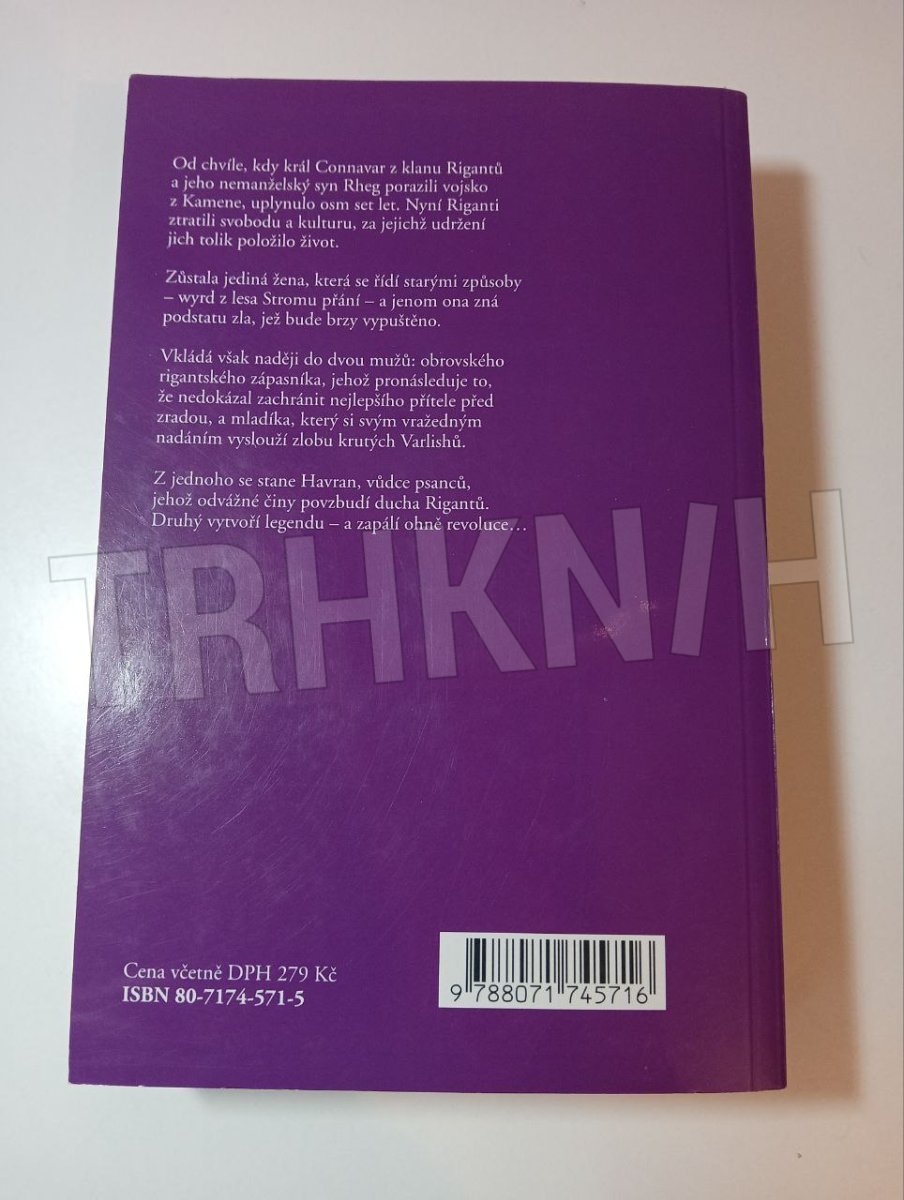 Od chvíle, kdy král Connavar z klanu Rigantů
a jeho nemanželský syn Rheg porazili vojsko
z Kamene, uplynulo osm set let. Nyní Riganti
ztratili svobodu a kulturu, za jejichž udržení
jich tolik položilo život.
Zůstala jediná žena, která se řídí starými způsoby
– wyrd z lesa Stromu přání – a jenom ona zná
podstatu zla, jež bude brzy vypuštěno.
Vkládá však naději do dvou mužů: obrovského
rigantského zápasníka, jehož pronásleduje to,
že nedokázal zachránit nejlepšího přítele před
zradou, a mladíka, který si svým vražedným
nadáním vyslouží zlobu krutých Varlishů.
Z jednoho se stane Havran, vůdce psanců,
jehož odvážné činy povzbudí ducha Rigantů.
Druhý vytvoří legendu – a zapálí ohně revoluce…
TRHKN/H
Cena včetně DPH 279 Kč
ISBN 80-7174-571-5
9 788071 745716